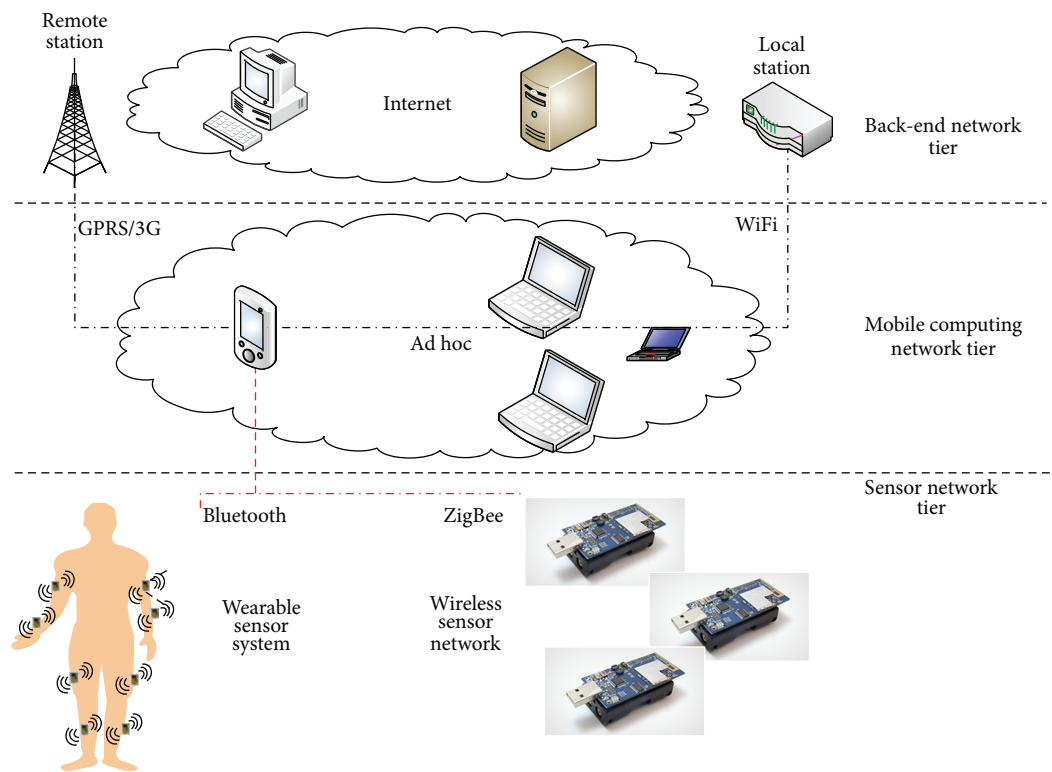 Remote
station
Internet
Local
station
Back-end network
tier
GPRS/3G
WiFi
Ad hoc
Mobile computing
network tier
Sensor network
tier
Bluetooth
ZigBee
Wearable
sensor
system
Wireless
sensor
network